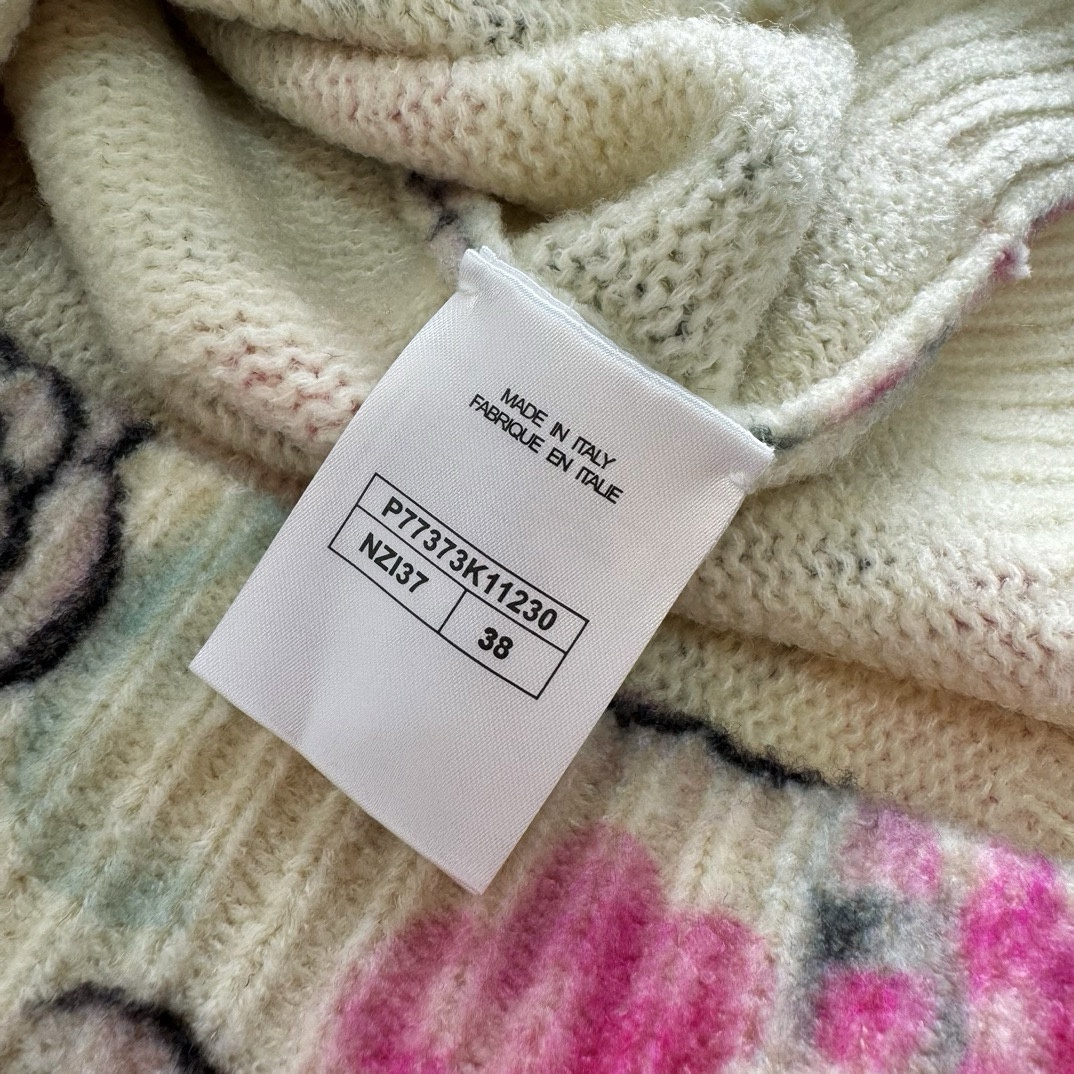 MADE IN ITALY
FABRIQUE EN ITALIE
P77373K11230
NZI37
38